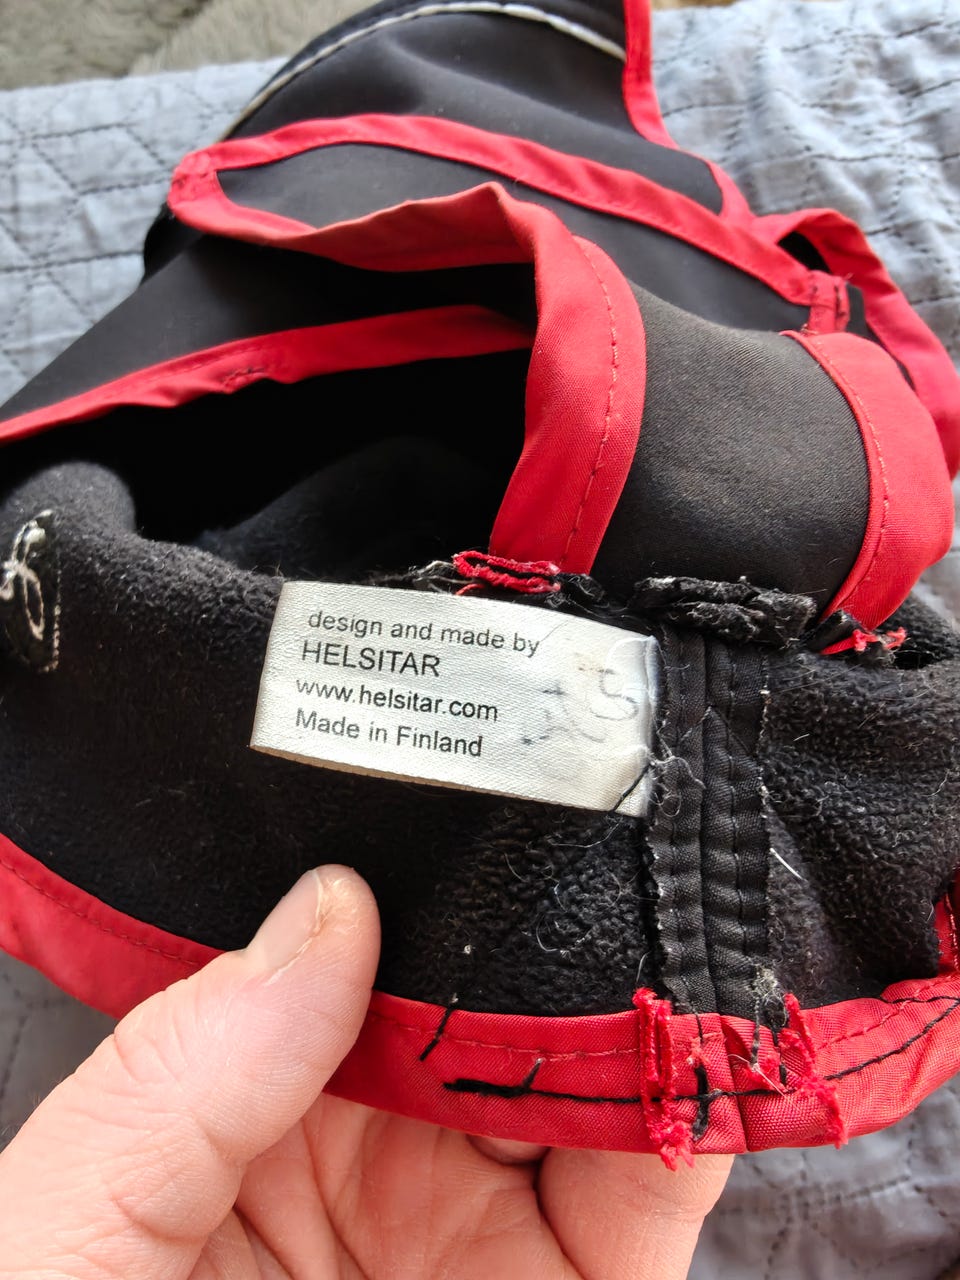 design and made by
HELSITAR
www.helsitar.com
Made in Finland